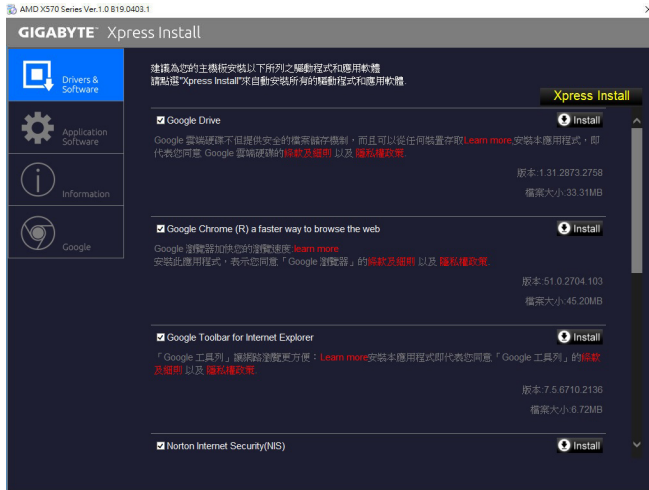 AMD X570 Series Ver.1.0 B19.0403.1
GIGABYTE™ Xpress Install
Drivers & Software
建議為您的主機板安裝以下所列之驅動程式和應用軟體
請點選"Xpress Install"來自動安裝所有的驅動程式和應用軟體.
Xpress Install
Application Software
Information
Google
Google Drive
Install
Google 雲端硬碟不但提供安全的檔案儲存機制，而且可以從任何裝置存取Learn more.安裝本應用程式，即
代表您同意 Google 雲端硬碟的條款及細則 以及 隱私權政策.
版本:1.31.2873.2758
檔案大小:33.31MB
Google Chrome (R) a faster way to browse the web
Install
Google 瀏覽器加快您的瀏覽速度:learn more
安裝此應用程式，表示您同意「Google 瀏覽器」的條款及細則 以及 隱私權政策.
版本:51.0.2704.103
檔案大小:45.20MB
Google Toolbar for Internet Explorer
Install
「Google 工具列」讓網路瀏覽更方便：Learn more安裝本應用程式即代表您同意「Google 工具列」的條款
及細則 以及 隱私權政策.
版本:7.5.6710.2136
檔案大小:6.72MB
Norton Internet Security(NIS)
Install